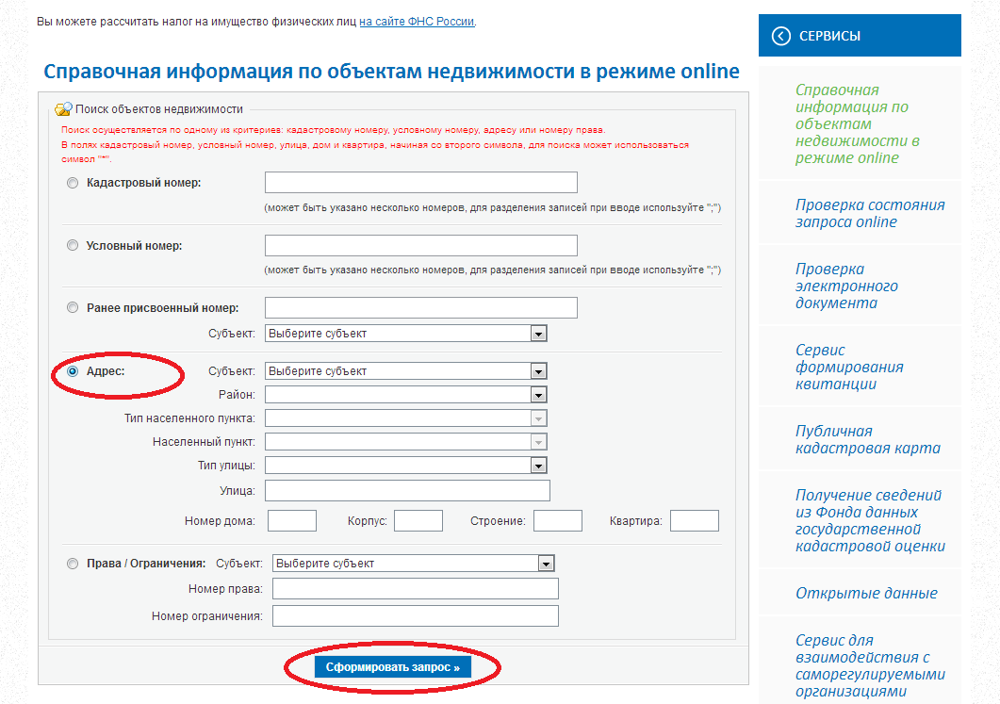 Вы можете рассчитать налог на имущество физических лиц на сайте ФНС России.
Справочная информация по объектам недвижимости в режиме online
Поиск объектов недвижимости
Поиск осуществляется по одному из критериев: кадастровому номеру, условному номеру, адресу или номеру права.
В полях кадастровый номер, условный номер, улица, дом и квартира, начиная со второго символа, для поиска может использоваться
символ "*".
Кадастровый номер:
(может быть указано несколько номеров, для разделения записей при вводе используйте ";")
Условный номер:
(может быть указано несколько номеров, для разделения записей при вводе используйте ";")
Ранее присвоенный номер:
Субъект: Выберите субъект
Адрес: Субъект: Выберите субъект
Район:
Тип населенного пункта:
Населенный пункт:
Тип улицы:
Улица:
Номер дома: Корпус: Строение: Квартира:
Права / Ограничения: Субъект: Выберите субъект
Номер права:
Номер ограничения:
Сформировать запрос »
СЕРВИСЫ
Справочная
информация по
объектам
недвижимости в
режиме online
Проверка состояния
запроса online
Проверка
электронного
документа
Сервис
формирования
квитанции
Публичная
кадастровая карта
Получение сведений
из Фонда данных
государственной
кадастровой оценки
Открытые данные
Сервис для
взаимодействия с
саморегулируемыми
организациями